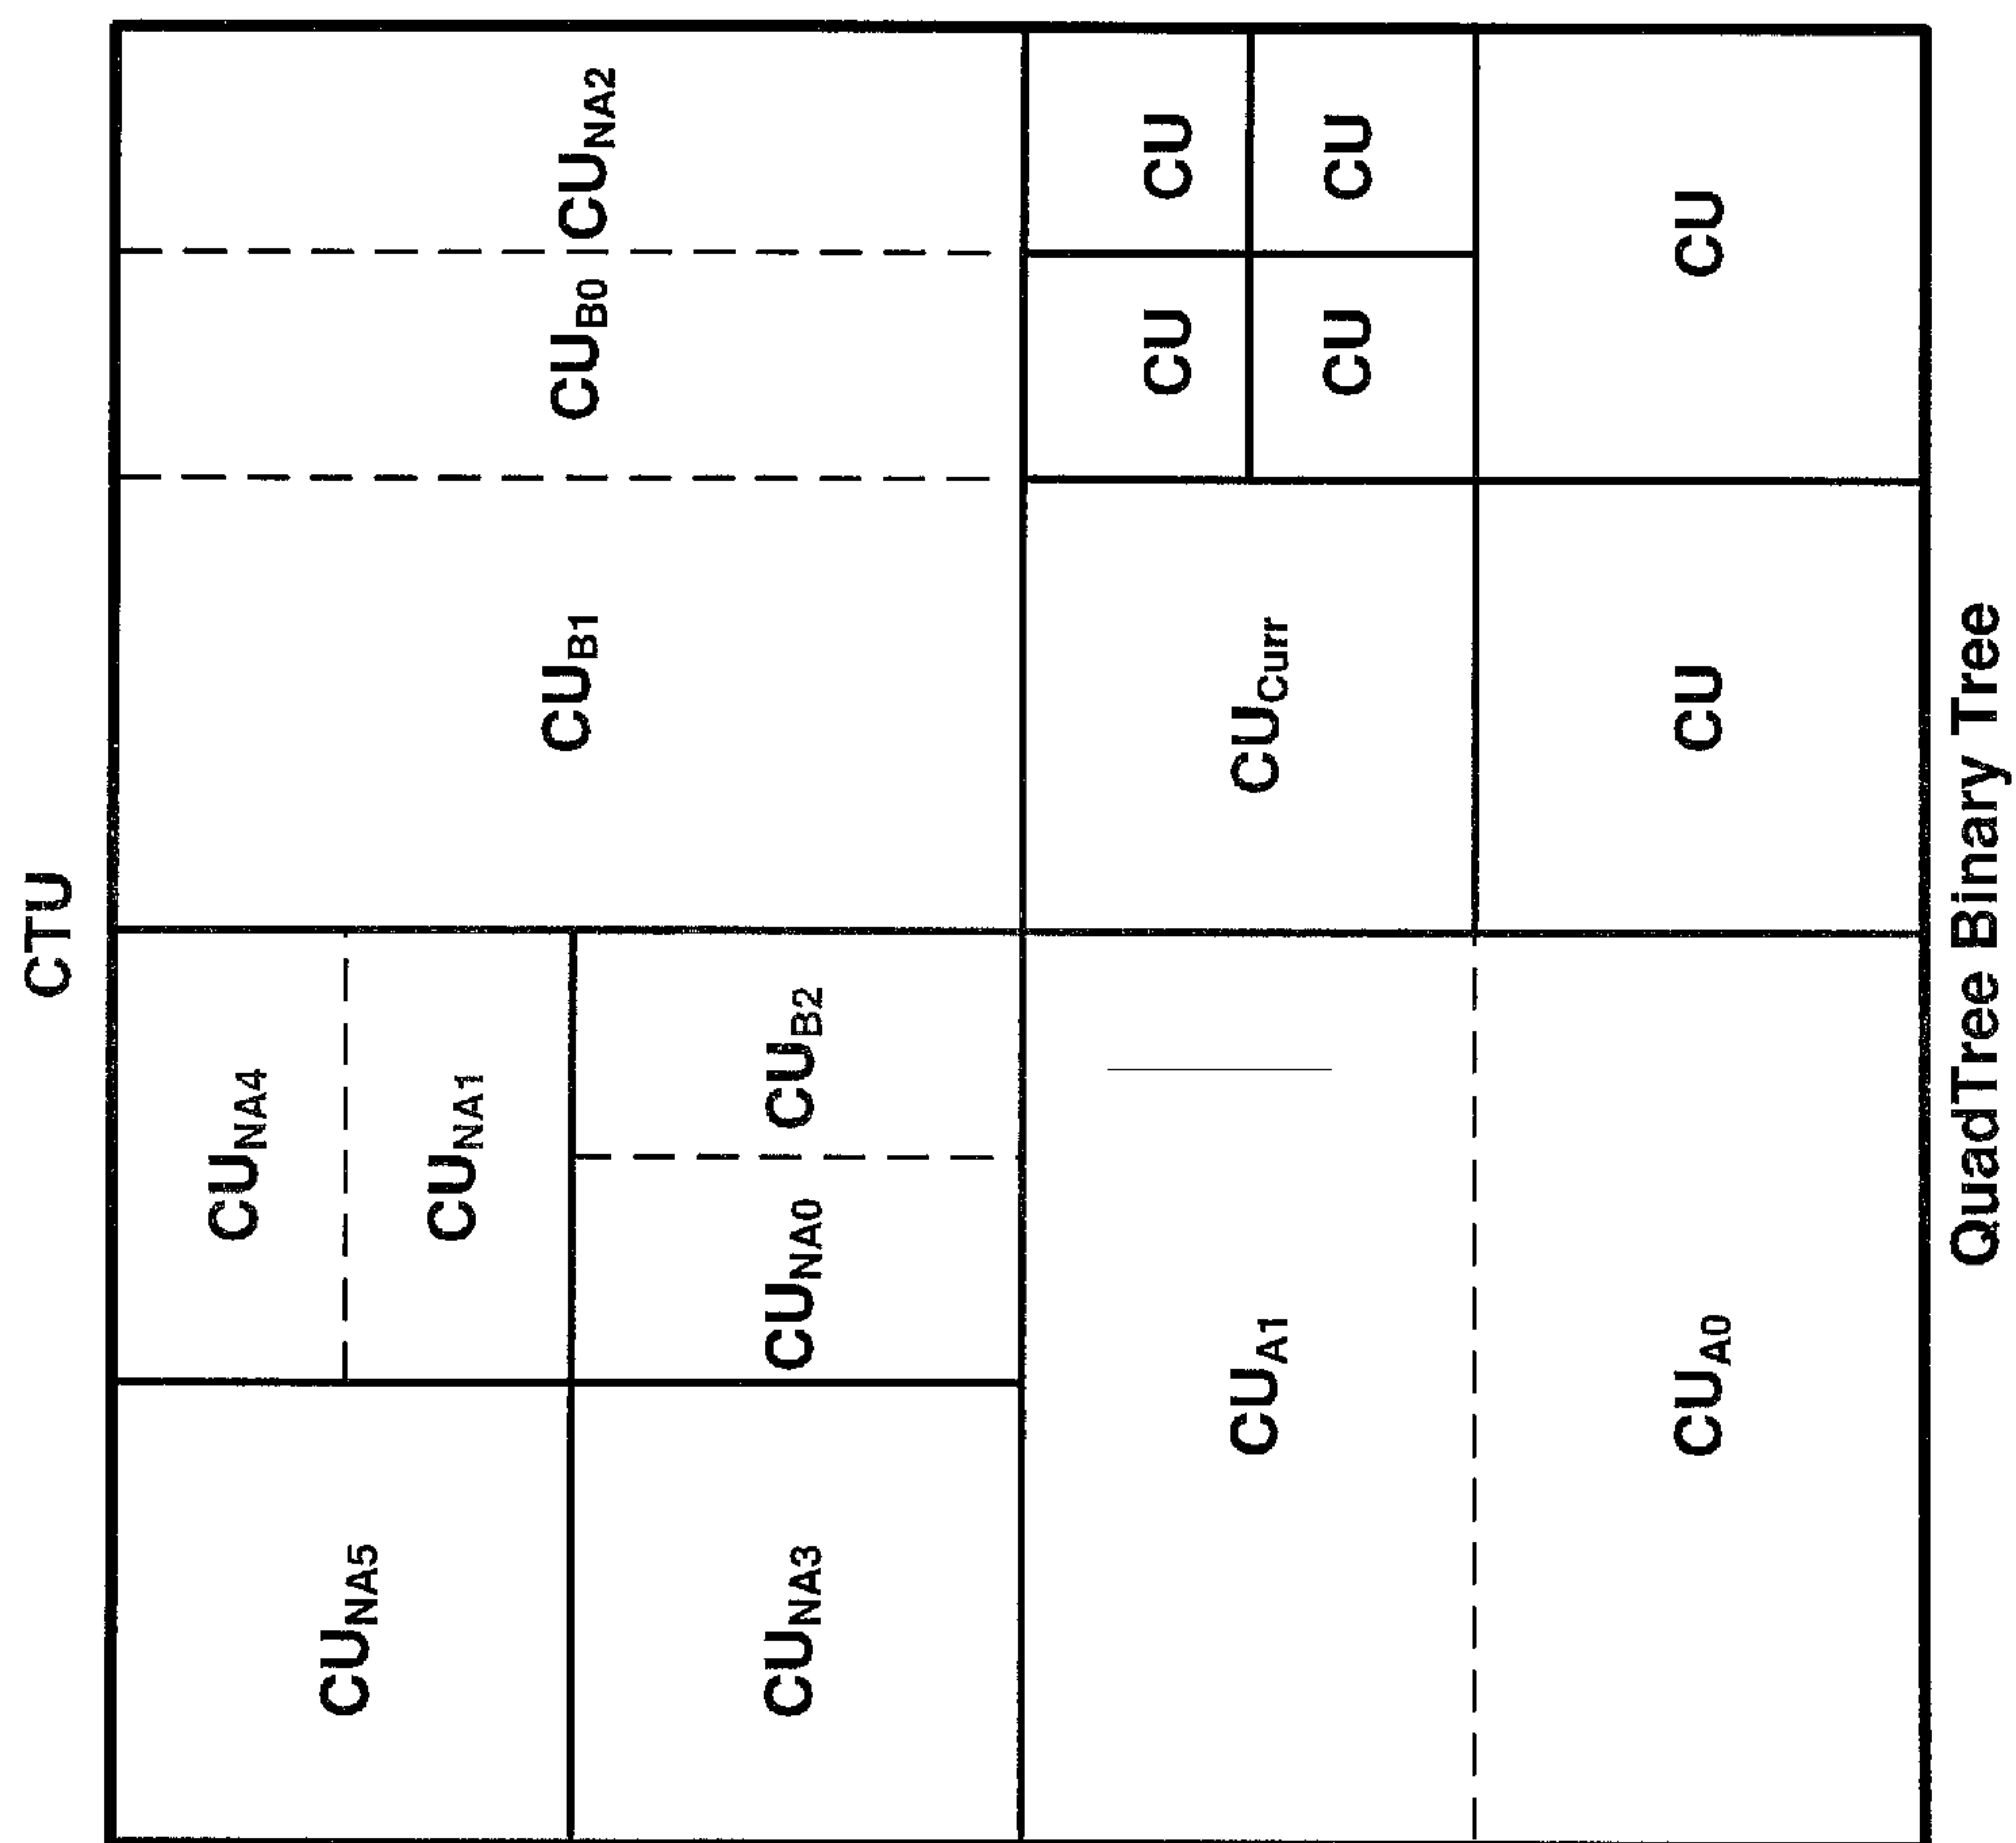 CTU
CU_NA5
CU_NA4
CU_NA1
CU_B1
CU_B0
CU_NA2
CU_NA3
CU_NA0
CU_B2
CU_A1
CU_Curr
CU
CU
CU
CU
CU_A0
CU
CU
QuadTree Binary Tree